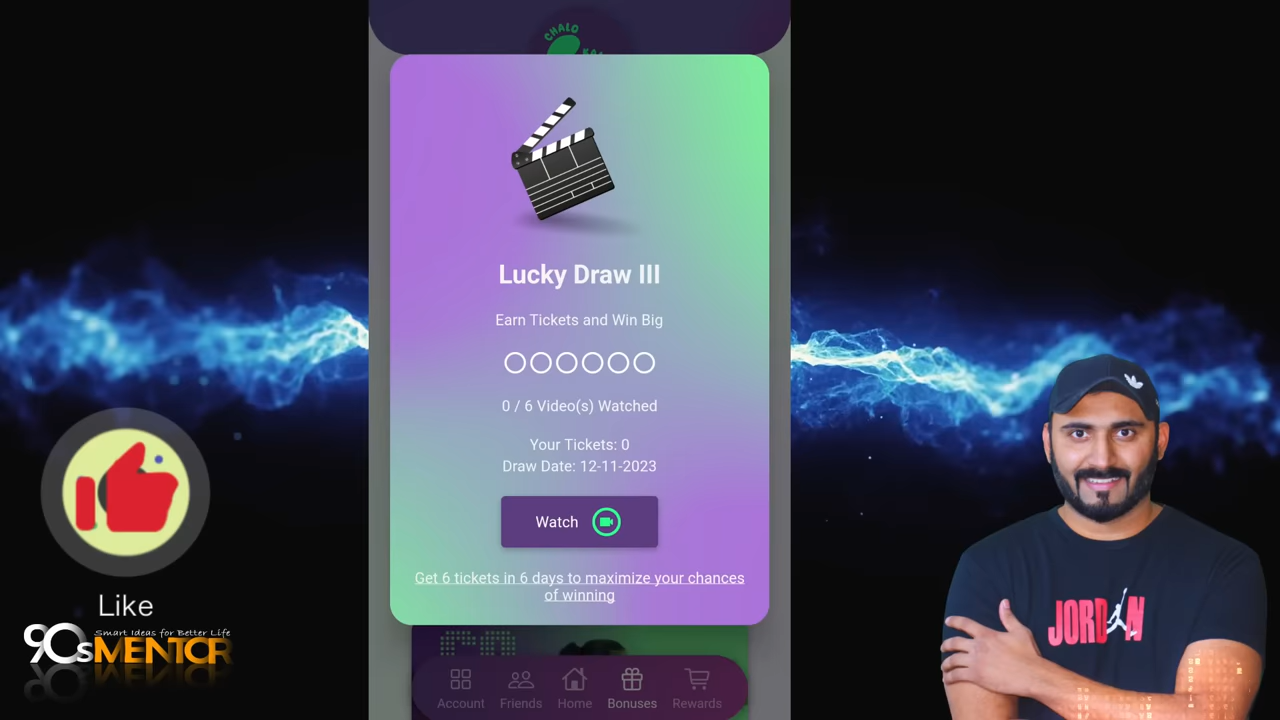 CHALO
Lucky Draw III
Earn Tickets and Win Big
0 / 6 Video(s) Watched
Your Tickets: 0
Draw Date: 12-11-2023
Watch
Get 6 tickets in 6 days to maximize your chances
of winning
Account Friends Home Bonuses Rewards
Like
Smart Ideas for Better Life
90sMENTOR
JORDAN